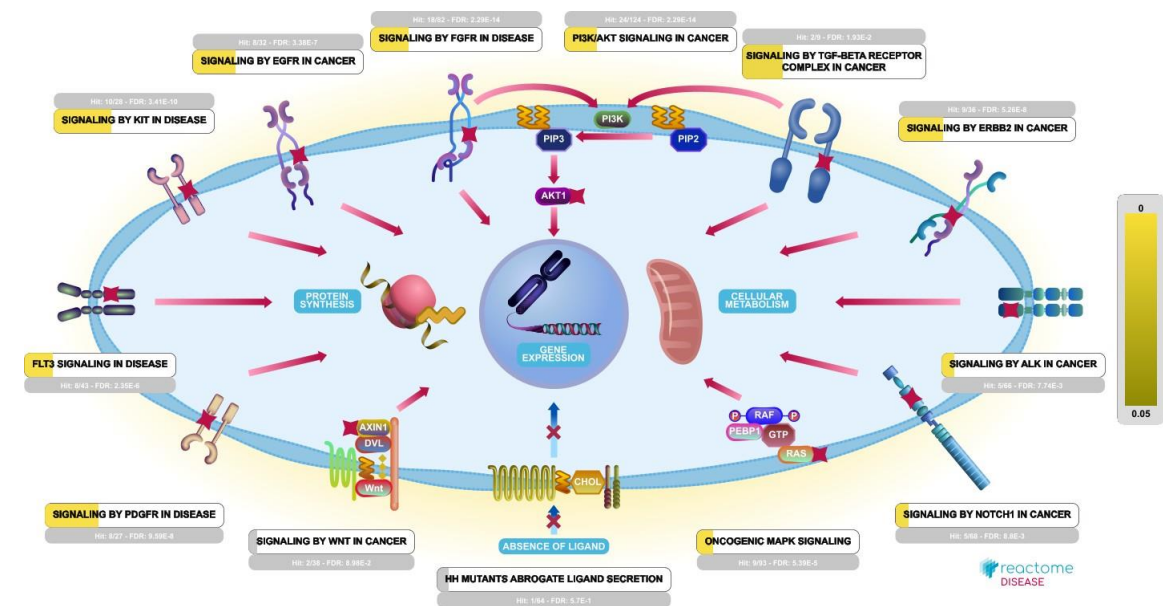 Hit: 18/62 - FDR: 2.29E-14
SIGNALING BY FGFR IN DISEASE
Hit: 24/124 - FDR: 2.29E-14
PI3K/AKT SIGNALING IN CANCER
Hit: 8/32 - FDR: 3.38E-7
SIGNALING BY EGFR IN CANCER
Hit: 2/9 - FDR: 1.93E-2
SIGNALING BY TGF-BETA RECEPTOR
COMPLEX IN CANCER
Hit: 10/28 - FDR: 3.41E-10
SIGNALING BY KIT IN DISEASE
Hit: 9/36 - FDR: 5.26E-8
SIGNALING BY ERBB2 IN CANCER
PI3K
PIP3
PIP2
AKT1
0
0.05
PROTEIN
SYNTHESIS
CELLULAR
METABOLISM
GENE
EXPRESSION
FLT3 SIGNALING IN DISEASE
Hit: 8/43 - FDR: 2.35E-6
SIGNALING BY ALK IN CANCER
Hit: 5/66 - FDR: 7.74E-3
AXIN1
DVL
Wnt
P
RAF
P
PEBP1
GTP
RAS
CHOL
SIGNALING BY PDGFR IN DISEASE
SIGNALING BY NOTCH1 IN CANCER
Hit: 5/60 - FDR: 6.8E-3
SIGNALING BY WNT IN CANCER
Hit: 2/38 - FDR: 8.98E-2
ABSENCE OF LIGAND
ONCOGENIC MAPK SIGNALING
Hit: 9/93 - FDR: 5.39E-5
HH MUTANTS ABROGATE LIGAND SECRETION
Hit: 1/64 - FDR: 5.7E-1
reactome
DISEASE